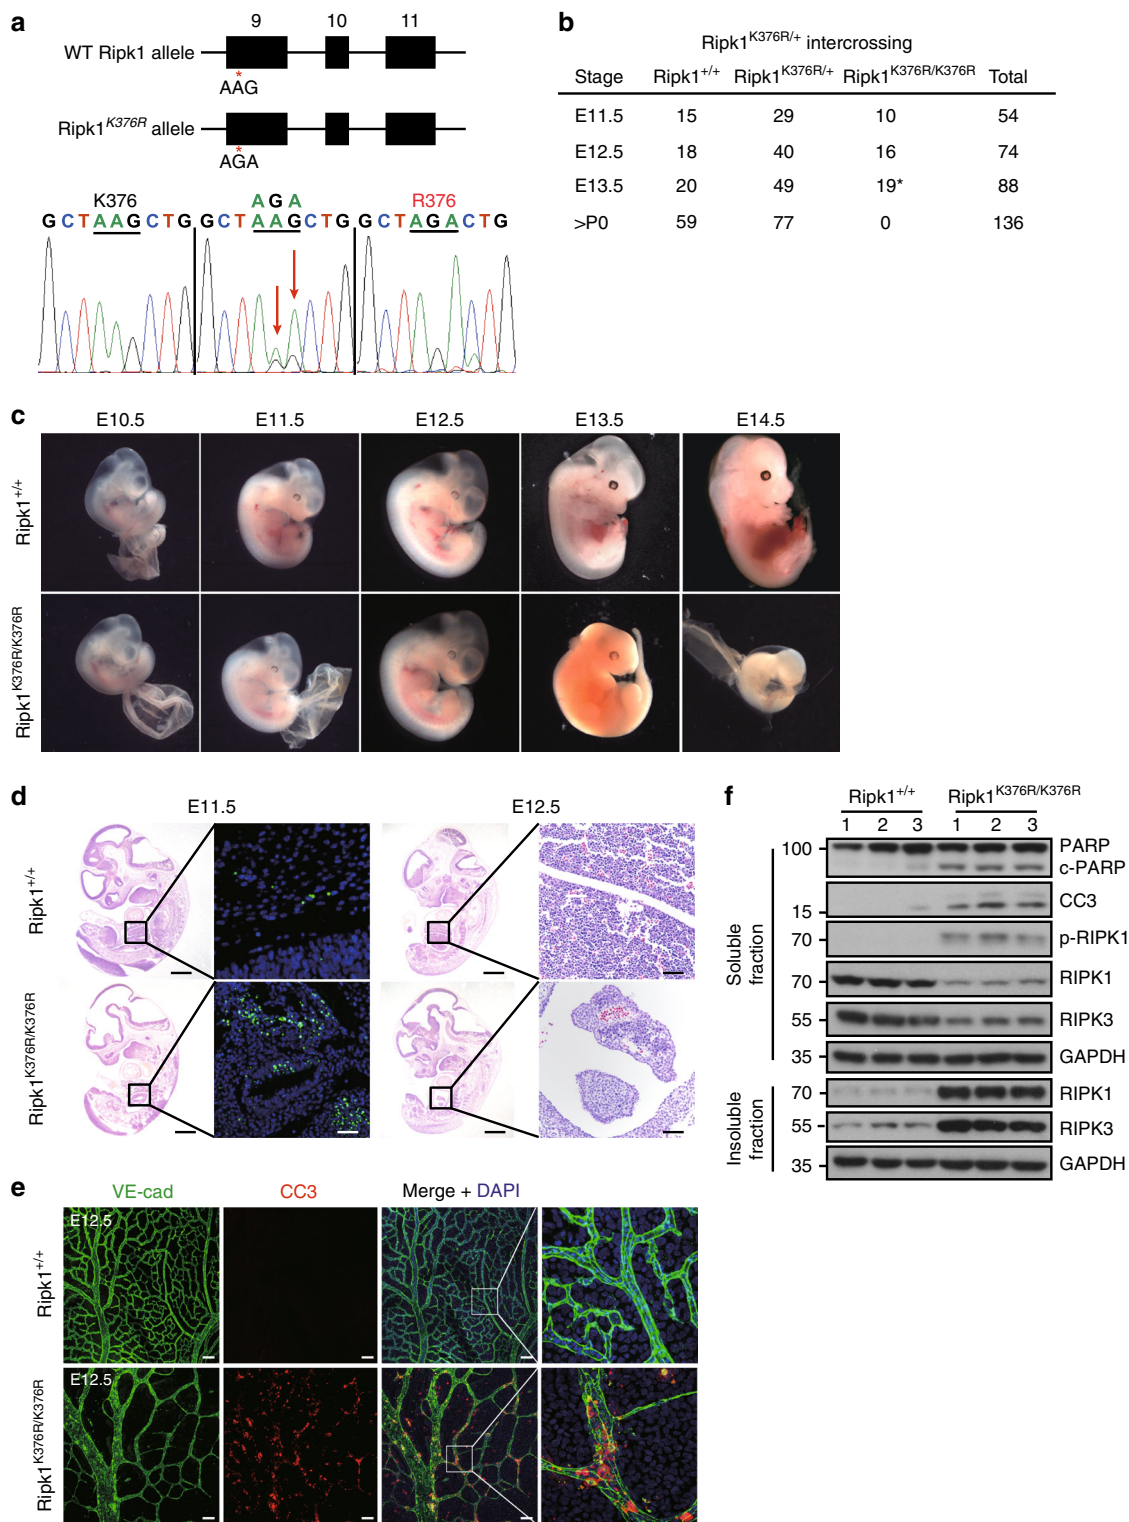 a
9 10 11
WT Ripk1 allele
*
AAG
Ripk1K376R allele
*
AGA
K376 AGA R376
GCTAAGCTG GCTAAGCTG GCTAGACTG
b
Ripk1K376R/+ intercrossing
Stage Ripk1+/+ Ripk1K376R/+ Ripk1K376R/K376R Total
E11.5 15 29 10 54
E12.5 18 40 16 74
E13.5 20 49 19* 88
>P0 59 77 0 136
c
E10.5 E11.5 E12.5 E13.5 E14.5
Ripk1+/+
Ripk1K376R/K376R
d
E11.5 E12.5
Ripk1+/+
Ripk1K376R/K376R
e
VE-cad CC3 Merge + DAPI
Ripk1+/+
E12.5
Ripk1K376R/K376R
E12.5
f
Ripk1+/+ Ripk1K376R/K376R
1 2 3 1 2 3
Soluble fraction
100 PARP
c-PARP
CC3
15
70 p-RIPK1
70 RIPK1
55 RIPK3
35 GAPDH
Insoluble fraction
70 RIPK1
55 RIPK3
35 GAPDH